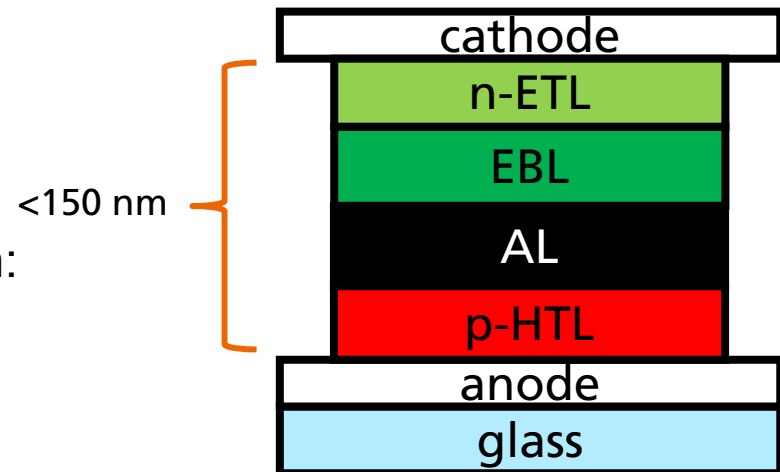 cathode
n-ETL
EBL
<150 nm
AL
:
p-HTL
anode
glass